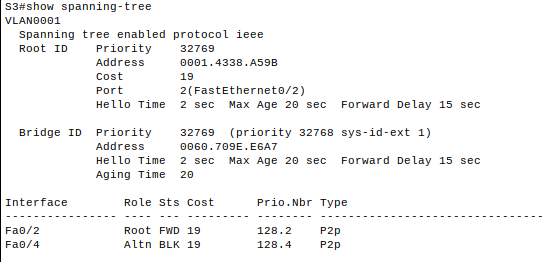 S3#show spanning-tree
VLAN0001
  Spanning tree enabled protocol ieee
  Root ID    Priority    32769
             Address     0001.4338.A59B
             Cost        19
             Port        2(FastEthernet0/2)
             Hello Time  2 sec  Max Age 20 sec  Forward Delay 15 sec

  Bridge ID  Priority    32769  (priority 32768 sys-id-ext 1)
             Address     0060.709E.E6A7
             Hello Time  2 sec  Max Age 20 sec  Forward Delay 15 sec
             Aging Time  20

Interface        Role Sts Cost      Prio.Nbr Type
---------------- ---- --- --------- -------- --------------------------------
Fa0/2            Root FWD 19        128.2    P2p
Fa0/4            Altn BLK 19        128.4    P2p